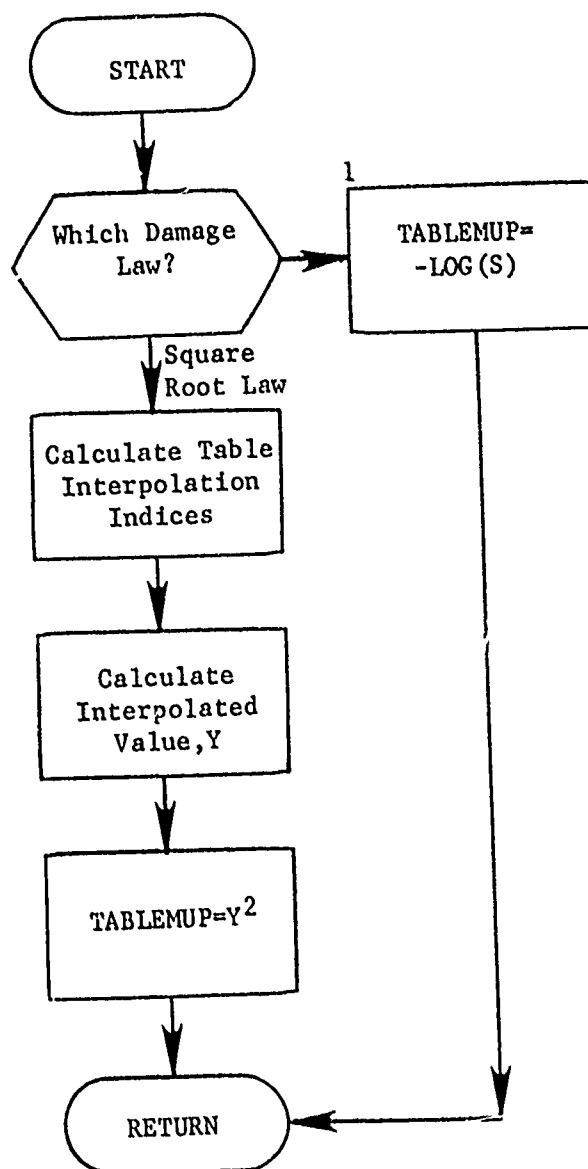 START
Which Damage
Law?
1
TABLEMUP=
-LOG(S)
Square
Root Law
Calculate Table
Interpolation
Indices
Calculate
Interpolated
Value,Y
TABLEMUP=Y²
RETURN